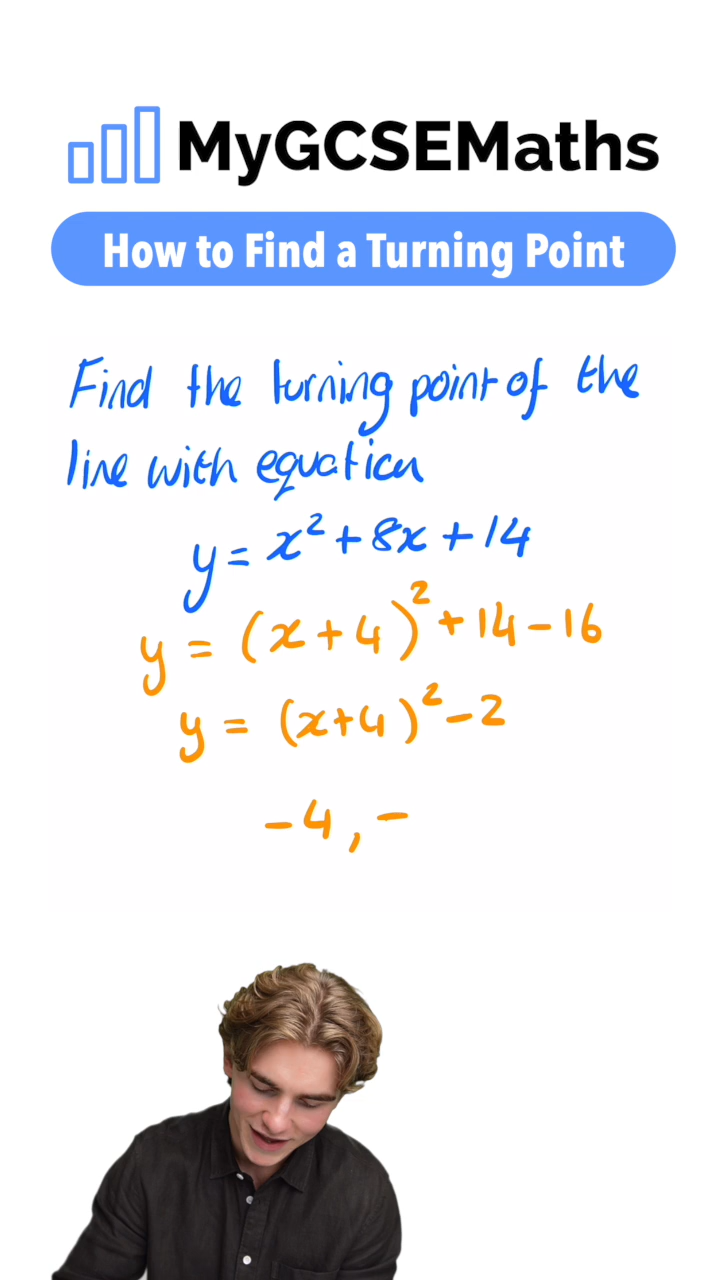 MyGCSEMaths
How to Find a Turning Point
Find the turning point of the
line with equation
y = x² + 8x + 14
y = (x+4)² + 14 - 16
y = (x+4)² - 2
-4, -